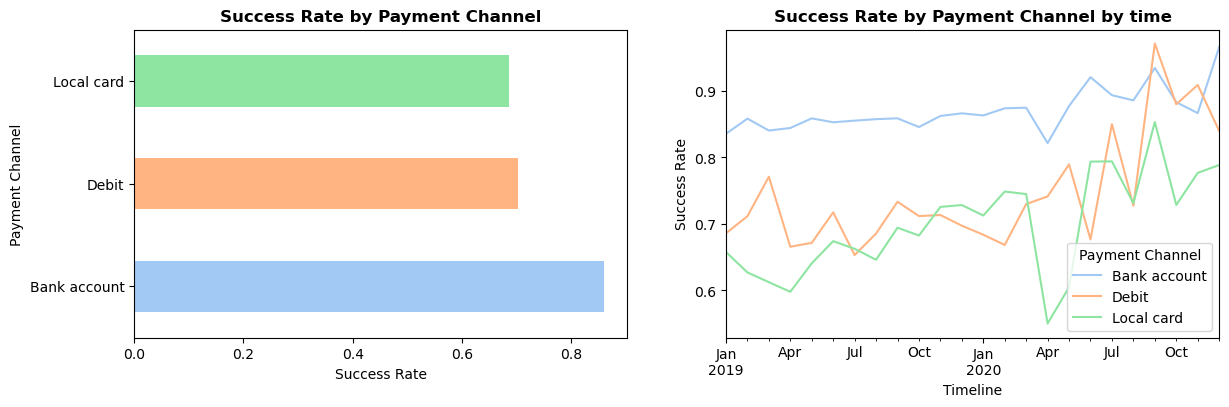 Success Rate by Payment Channel
Payment Channel
Local card
Debit
Bank account
0.0 0.2 0.4 0.6 0.8
Success Rate
Success Rate by Payment Channel by time
Success Rate
0.9
0.8
0.7
0.6
Payment Channel
Bank account
Debit
Local card
Jan Apr Jul Oct Jan Apr Jul Oct
2019 2020
Timeline